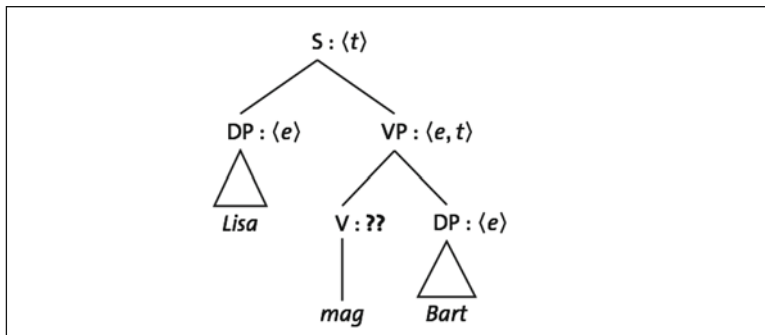 S : ⟨t⟩
DP : ⟨e⟩ VP : ⟨e, t⟩
Lisa V : ?? DP : ⟨e⟩
mag Bart